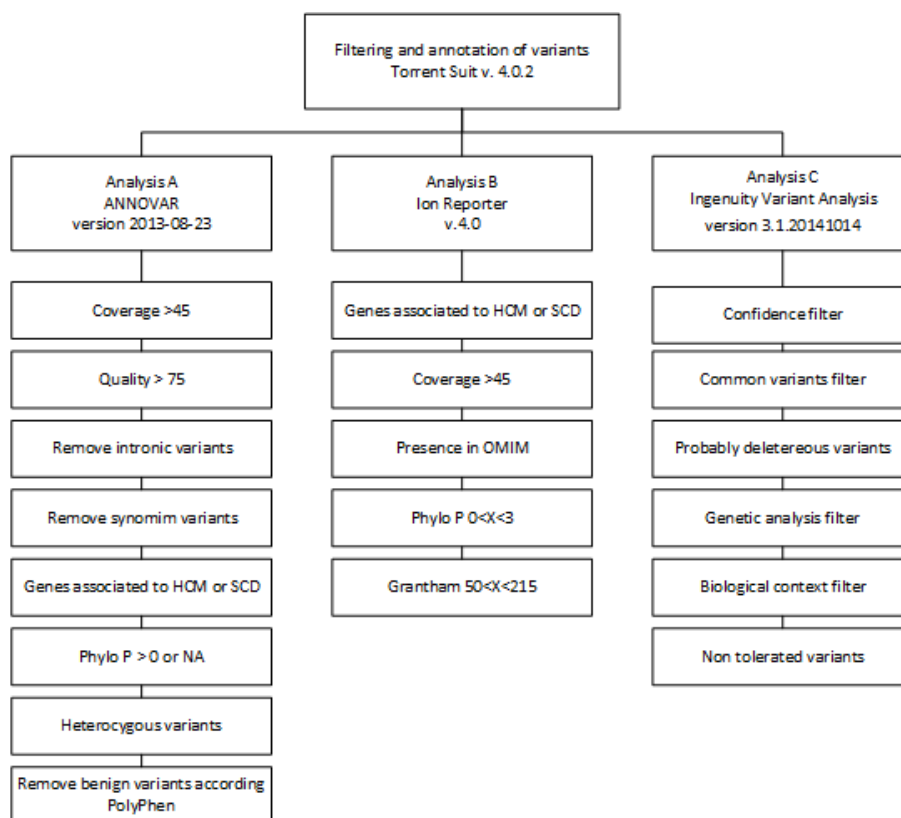 Filtering and annotation of variants
Torrent Suit v. 4.0.2
Analysis A
ANNOVAR
version 2013-08-23
Coverage >45
Quality > 75
Remove intronic variants
Remove synomim variants
Genes associated to HCM or SCD
Phylo P > 0 or NA
Heterocygous variants
Remove benign variants according
PolyPhen
Analysis B
Ion Reporter
v.4.0
Genes associated to HCM or SCD
Coverage >45
Presence in OMIM
Phylo P 0<X<3
Grantham 50<X<215
Analysis C
Ingenuity Variant Analysis
version 3.1.20141014
Confidence filter
Common variants filter
Probably deletereous variants
Genetic analysis filter
Biological context filter
Non tolerated variants